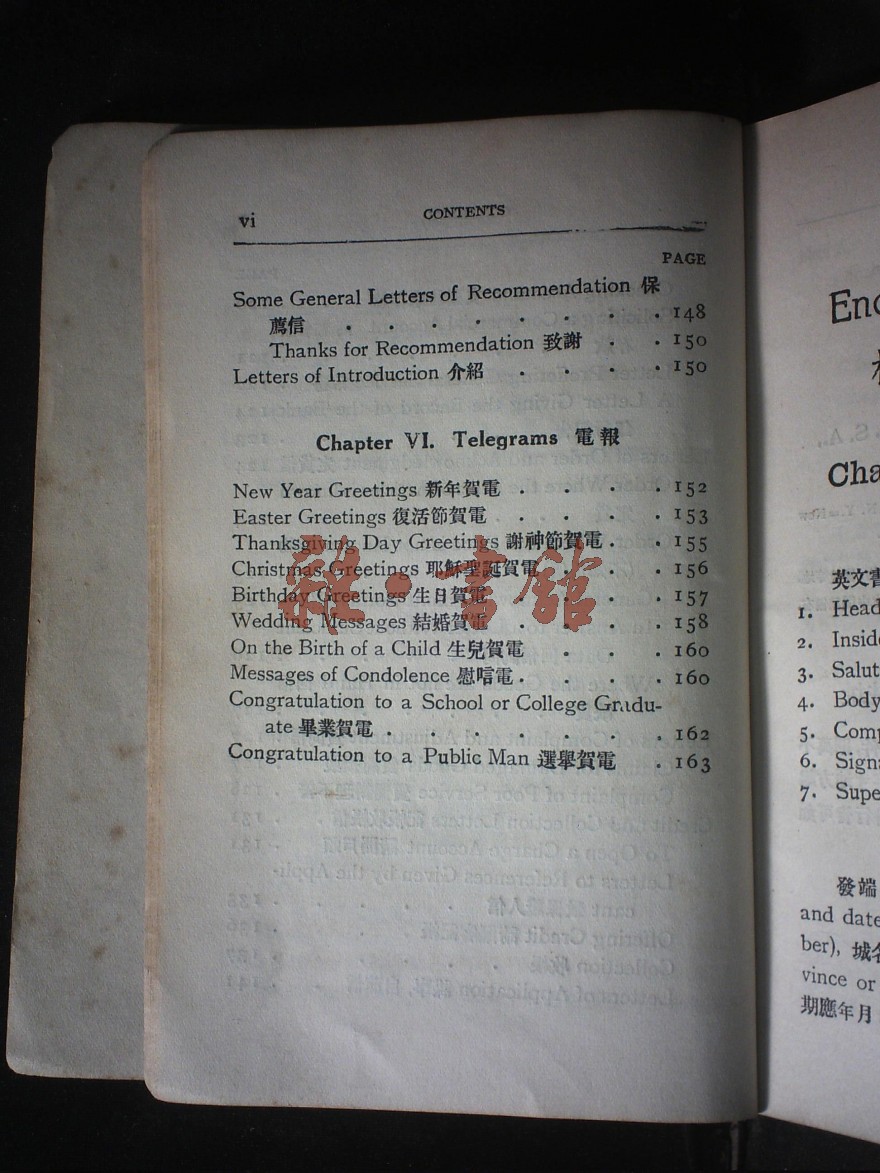 vi
CONTENTS
PAGE
Some General Letters of Recommendation 保
薦信 . . . . . . . . 148
Thanks for Recommendation 致謝 . . 150
Letters of Introduction 介紹 . . . . 150
Chapter VI. Telegrams 電報
New Year Greetings 新年賀電 . . . . 152
Easter Greetings 復活節賀電 . . . . 153
Thanksgiving Day Greetings 謝神節賀電 . . 155
Christmas Greetings 耶穌聖誕賀電 . . . 156
Birthday Greetings 生日賀電 . . . . 157
Wedding Messages 結婚賀電 . . . . 158
On the Birth of a Child 生兒賀電 . . . 160
Messages of Condolence 慰唁電 . . . . 160
Congratulation to a School or College Gradu-
ate 畢業賀電 . . . . . . . 162
Congratulation to a Public Man 選舉賀電 . 163
雜·書館
Cha
英文
1. Head
2. Insid
3. Salut
4. Body
5. Comp
6. Signa
7. Supe
發端
and date
ber), 城名
vince or
期應年月